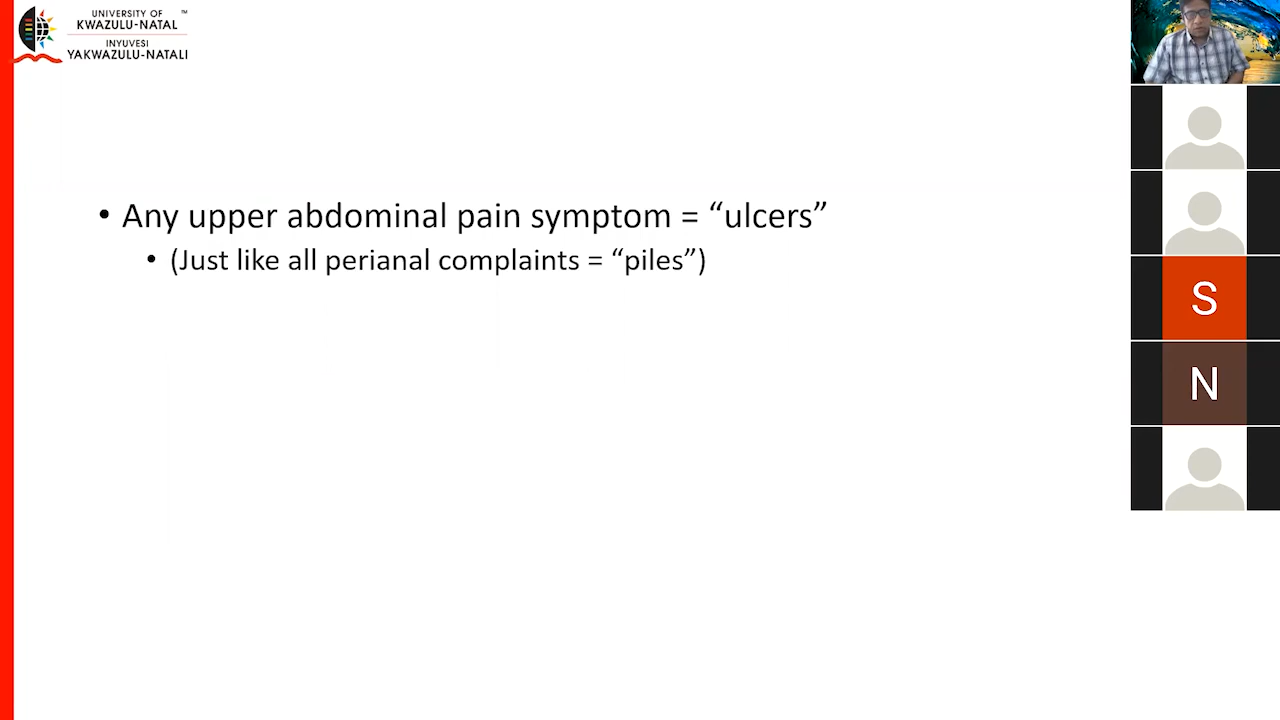 UNIVERSITY OF ™
KWAZULU-NATAL
INYUVESI
YAKWAZULU-NATALI
• Any upper abdominal pain symptom = “ulcers”
• (Just like all perianal complaints = “piles”)
S
N